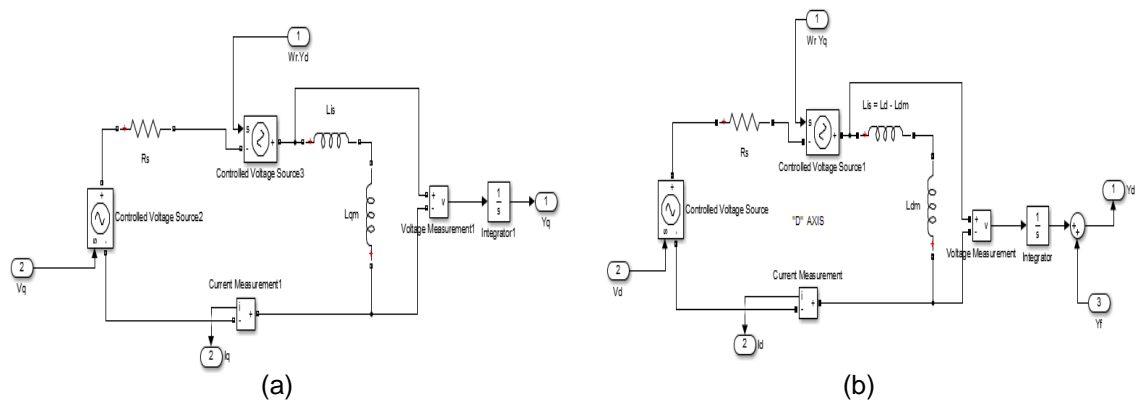 1
Wr.Yd
Lis
s
-
+
Rs
Controlled Voltage Source3
+
Controlled Voltage Source2
s
-
Lqm
+
-
v
Voltage Measurement1
1
s
Integrator1
1
Yq
2
Vq
Current Measurement1
i
-
+
2
Iq
(a)
1
Wr Yq
Lis = Ld - Ldm
s
-
+
Rs
Controlled Voltage Source1
+
Controlled Voltage Source
s
-
Ldm
"D" AXIS
+
-
v
Voltage Measurement
1
s
Integrator
+
+
1
Yd
2
Vd
Current Measurement
i
-
+
2
Id
3
Yf
(b)